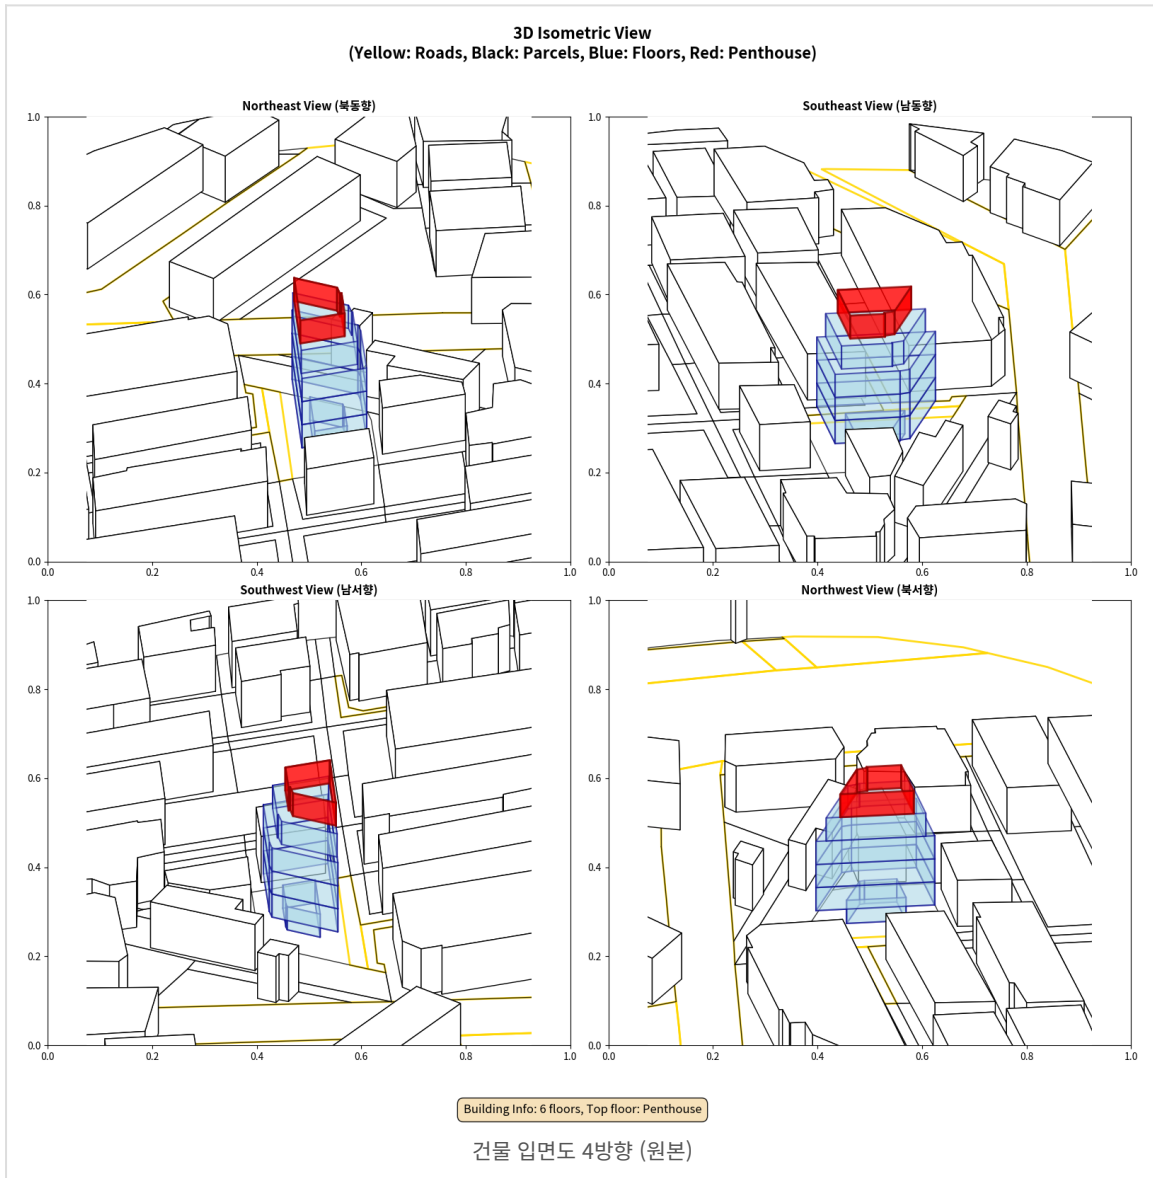 3D Isometric View
(Yellow: Roads, Black: Parcels, Blue: Floors, Red: Penthouse)
Northeast View (북동향)
1.0
0.8
0.6
0.4
0.2
0.0
0.0 0.2 0.4 0.6 0.8 1.0
Southeast View (남동향)
1.0
0.8
0.6
0.4
0.2
0.0
0.0 0.2 0.4 0.6 0.8 1.0
Southwest View (남서향)
1.0
0.8
0.6
0.4
0.2
0.0
0.0 0.2 0.4 0.6 0.8 1.0
Northwest View (북서향)
1.0
0.8
0.6
0.4
0.2
0.0
0.0 0.2 0.4 0.6 0.8 1.0
Building Info: 6 floors, Top floor: Penthouse
건물 입면도 4방향 (원본)